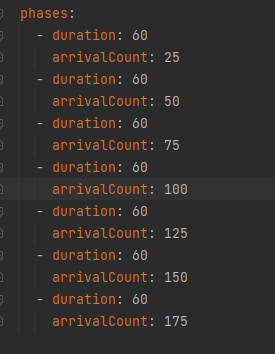 phases:
  - duration: 60
    arrivalCount: 25
  - duration: 60
    arrivalCount: 50
  - duration: 60
    arrivalCount: 75
  - duration: 60
    arrivalCount: 100
  - duration: 60
    arrivalCount: 125
  - duration: 60
    arrivalCount: 150
  - duration: 60
    arrivalCount: 175